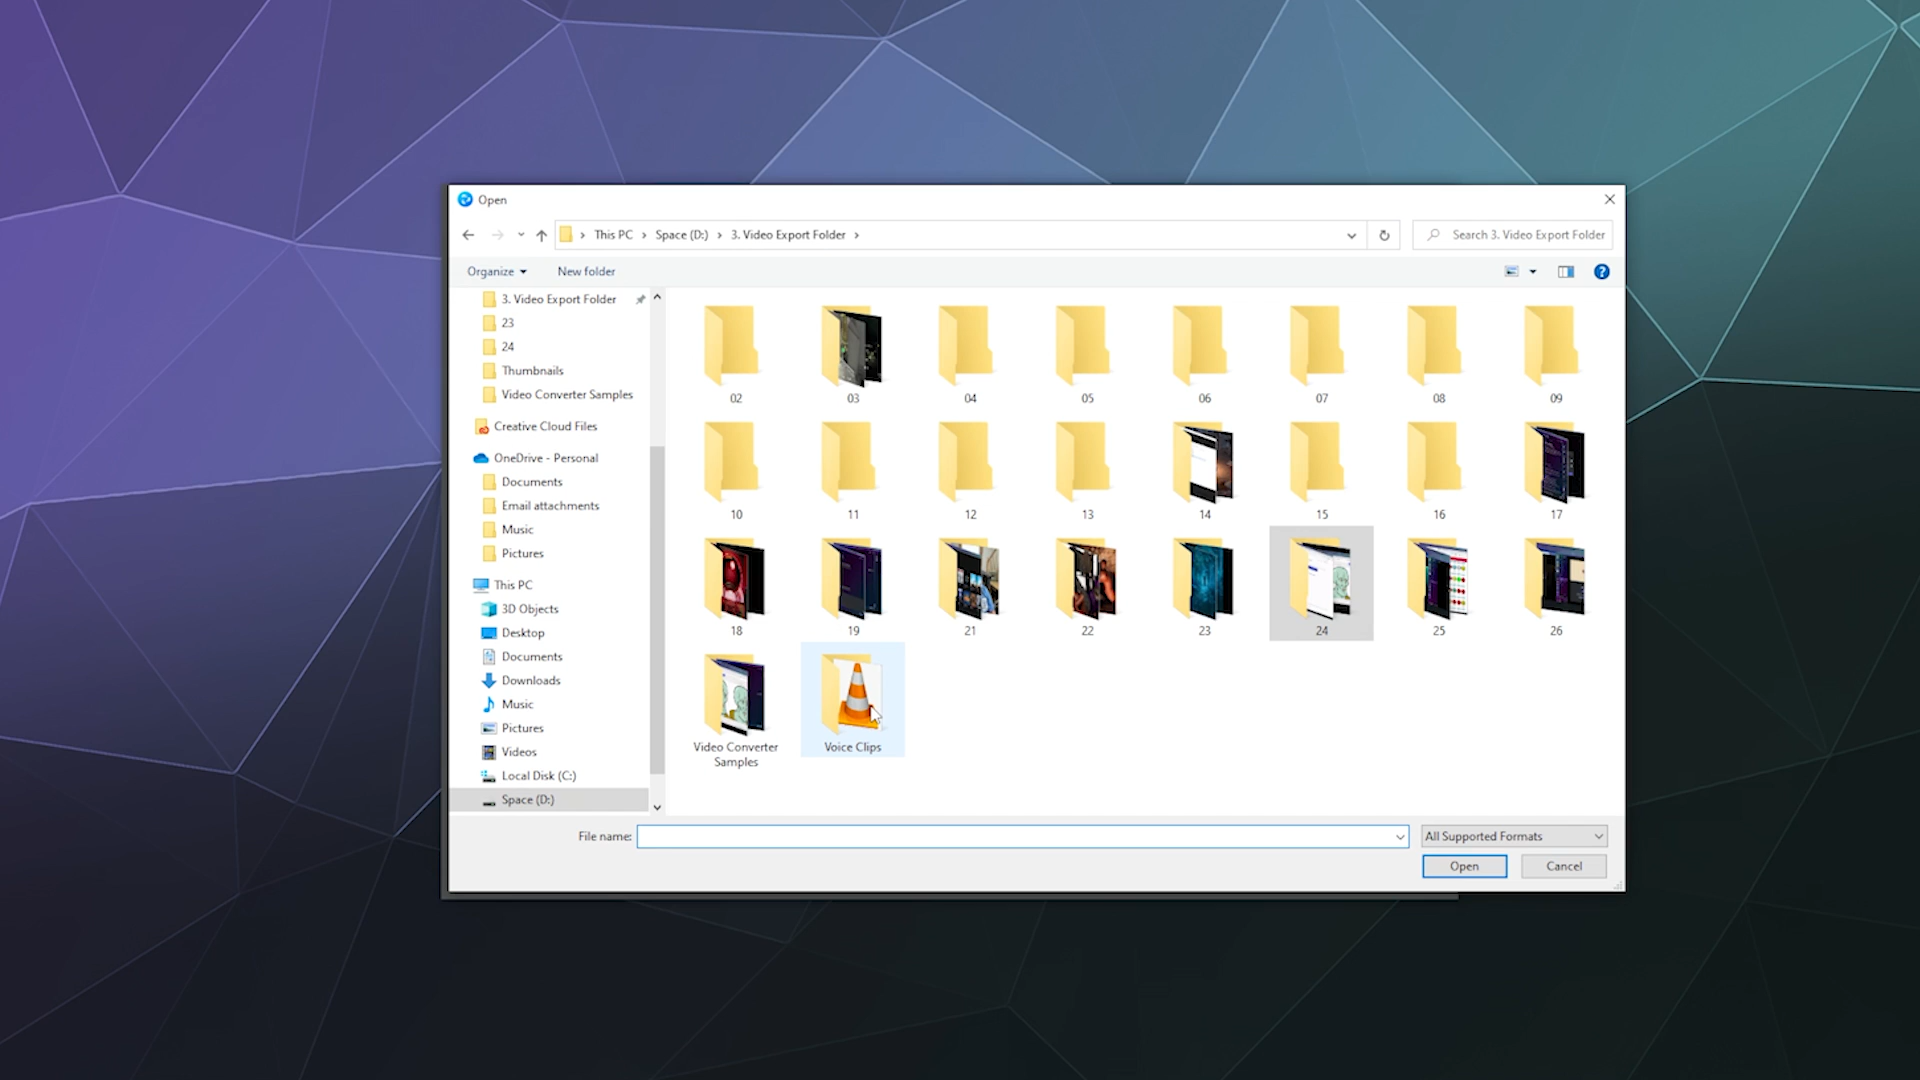 Open
This PC > Space (D:) > 3. Video Export Folder >
Search 3. Video Export Folder
Organize
New folder
3. Video Export Folder
23
24
Thumbnails
Video Converter Samples
Creative Cloud Files
OneDrive - Personal
Documents
Email attachments
Music
Pictures
This PC
3D Objects
Desktop
Documents
Downloads
Music
Pictures
Videos
Local Disk (C:)
Space (D:)
02 03 04 05 06 07 08 09
10 11 12 13 14 15 16 17
18 19 21 22 23 24 25 26
Video Converter
Samples
Voice Clips
File name:
All Supported Formats
Open
Cancel